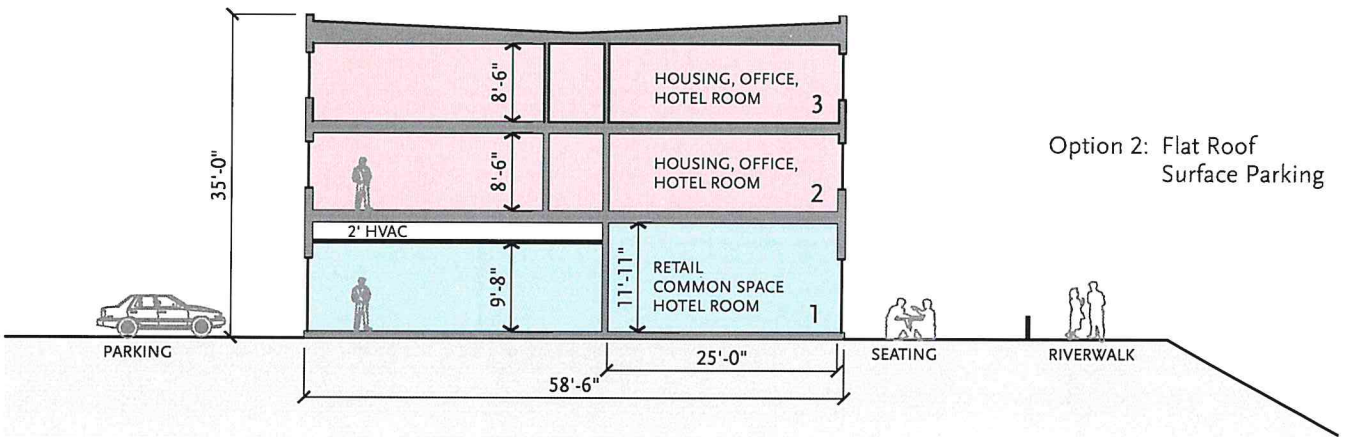 35'-0"
8'-6"
HOUSING, OFFICE,
HOTEL ROOM
3
8'-6"
HOUSING, OFFICE,
HOTEL ROOM
2
Option 2: Flat Roof
Surface Parking
2' HVAC
9'-8"
11'-11"
RETAIL
COMMON SPACE
HOTEL ROOM
1
PARKING
SEATING
RIVERWALK
25'-0"
58'-6"